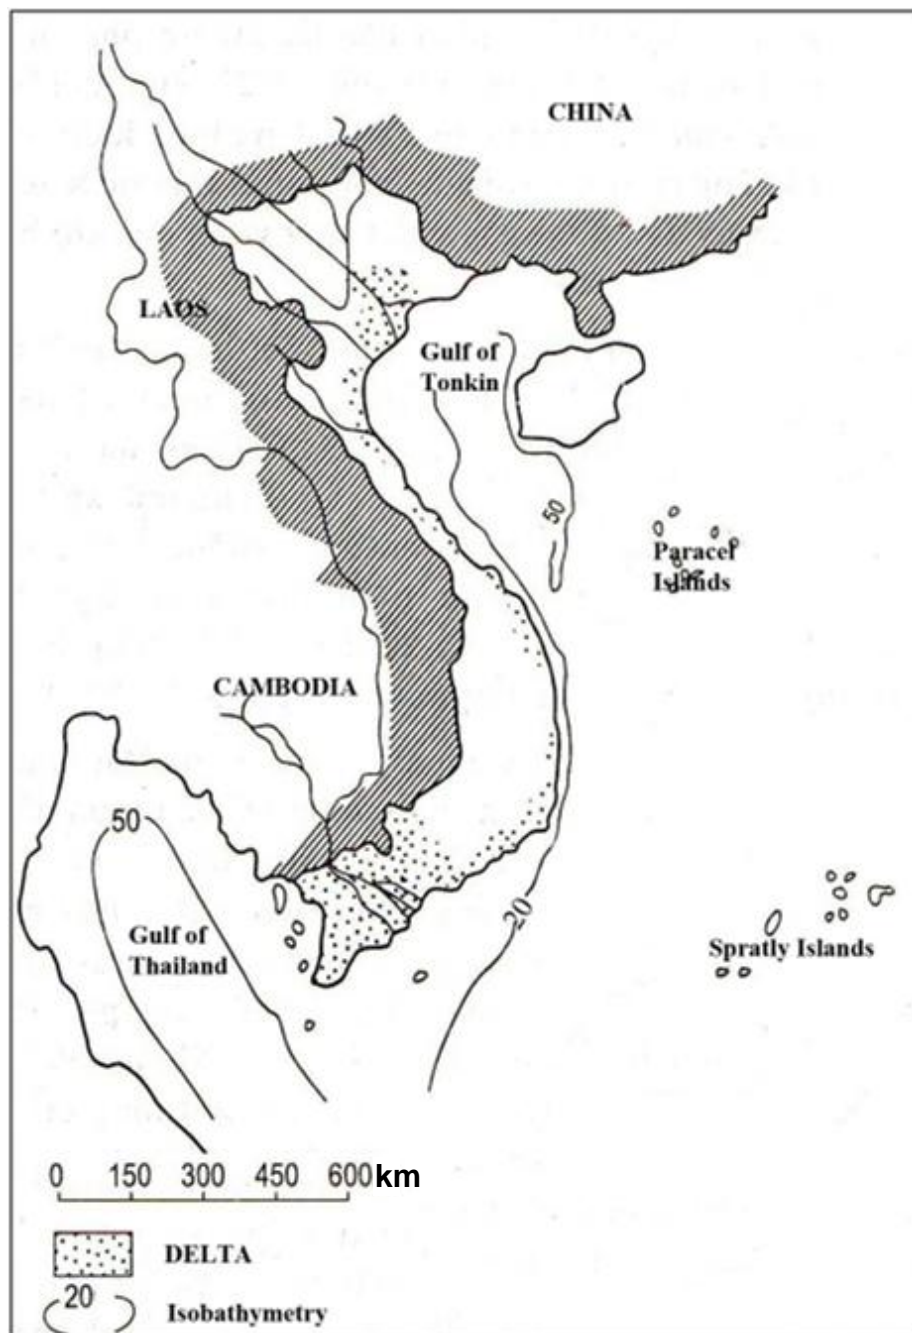 CHINA
LAOS
Gulf of
Tonkin
50
Paracel
Islands
CAMBODIA
50
20
Gulf of
Thailand
Spratly Islands
0 150 300 450 600 km
DELTA
20
Isobathymetry